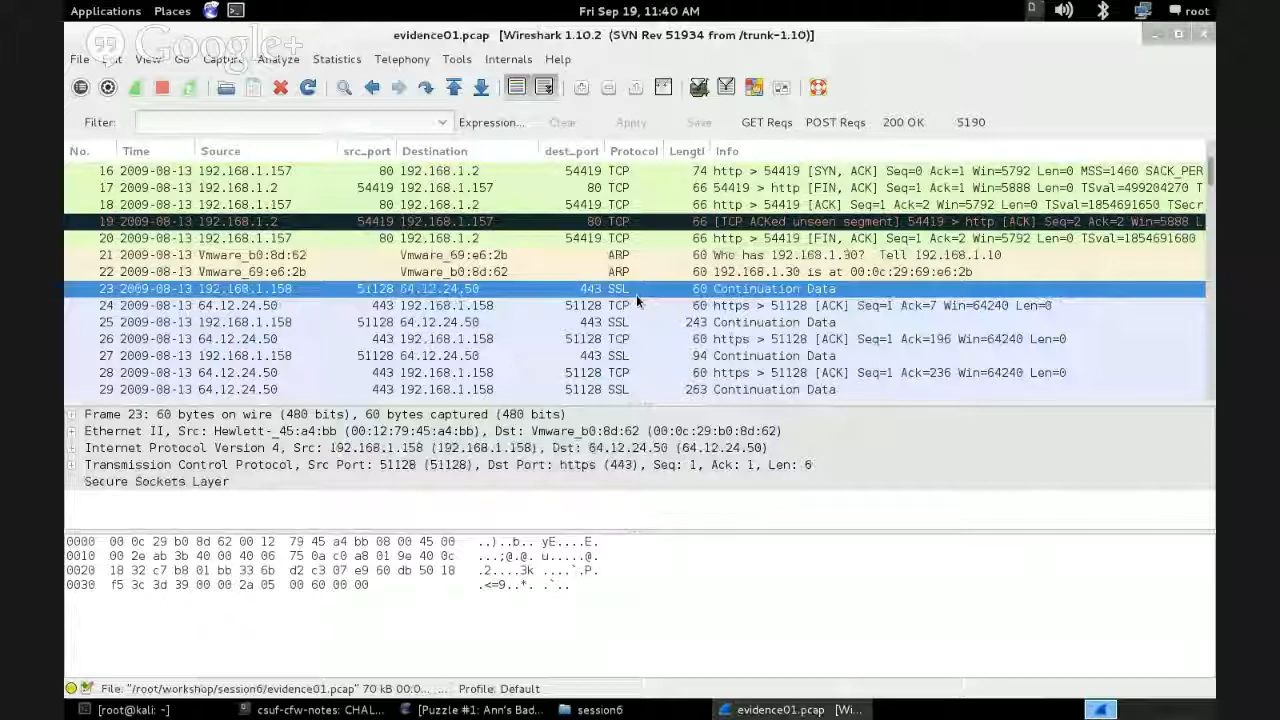 Applications Places Fri Sep 19, 11:40 AM root
evidence01.pcap [Wireshark 1.10.2 (SVN Rev 51934 from /trunk-1.10)]
Google+
File Edit View Go Capture Analyze Statistics Telephony Tools Internals Help
Filter: Expression... Clear Apply Save GET Reqs POST Reqs 200 OK 5190
No. Time Source src_port Destination dest_port Protocol Lengtl Info
16 2009-08-13 192.168.1.157 80 192.168.1.2 54419 TCP 74 http > 54419 [SYN, ACK] Seq=0 Ack=1 Win=5792 Len=0 MSS=1460 SACK_PER
17 2009-08-13 192.168.1.2 54419 192.168.1.157 80 TCP 66 54419 > http [FIN, ACK] Seq=1 Ack=1 Win=5888 Len=0 TSval=499204270 T
18 2009-08-13 192.168.1.157 80 192.168.1.2 54419 TCP 66 http > 54419 [ACK] Seq=1 Ack=2 Win=5792 Len=0 TSval=1854691650 TSecr
19 2009-08-13 192.168.1.2 54419 192.168.1.157 80 TCP 66 [TCP ACKed unseen segment] 54419 > http [ACK] Seq=2 Ack=2 Win=5888 L
20 2009-08-13 192.168.1.157 80 192.168.1.2 54419 TCP 66 http > 54419 [FIN, ACK] Seq=1 Ack=2 Win=5792 Len=0 TSval=1854691680
21 2009-08-13 Vmware_b0:8d:62 Vmware_69:e6:2b ARP 60 Who has 192.168.1.30? Tell 192.168.1.10
22 2009-08-13 Vmware_69:e6:2b Vmware_b0:8d:62 ARP 60 192.168.1.30 is at 00:0c:29:69:e6:2b
23 2009-08-13 192.168.1.158 51128 64.12.24.50 443 SSL 60 Continuation Data
24 2009-08-13 64.12.24.50 443 192.168.1.158 51128 TCP 60 https > 51128 [ACK] Seq=1 Ack=7 Win=64240 Len=0
25 2009-08-13 192.168.1.158 51128 64.12.24.50 443 SSL 243 Continuation Data
26 2009-08-13 64.12.24.50 443 192.168.1.158 51128 TCP 60 https > 51128 [ACK] Seq=1 Ack=196 Win=64240 Len=0
27 2009-08-13 192.168.1.158 51128 64.12.24.50 443 SSL 94 Continuation Data
28 2009-08-13 64.12.24.50 443 192.168.1.158 51128 TCP 60 https > 51128 [ACK] Seq=1 Ack=236 Win=64240 Len=0
29 2009-08-13 64.12.24.50 443 192.168.1.158 51128 SSL 263 Continuation Data
Frame 23: 60 bytes on wire (480 bits), 60 bytes captured (480 bits)
Ethernet II, Src: Hewlett-_45:a4:bb (00:12:79:45:a4:bb), Dst: Vmware_b0:8d:62 (00:0c:29:b0:8d:62)
Internet Protocol Version 4, Src: 192.168.1.158 (192.168.1.158), Dst: 64.12.24.50 (64.12.24.50)
Transmission Control Protocol, Src Port: 51128 (51128), Dst Port: https (443), Seq: 1, Ack: 1, Len: 6
Secure Sockets Layer
0000 00 0c 29 b0 8d 62 00 12 79 45 a4 bb 08 00 45 00 ..)..b.. yE....E.
0010 00 2e ab 3b 40 00 40 06 75 0a c0 a8 01 9e 40 0c ...;@.@. u.....@.
0020 18 32 c7 b8 01 bb 33 6b d2 c3 07 e9 60 db 50 18 .2....3k ....`.P.
0030 f5 3c 3d 39 00 00 2a 05 00 60 00 00 .<=9..*. .`..
File: "/root/workshop/session6/evidence01.pcap" 70 kB 00:0... ... Profile: Default
[root@kali: ~] csuf-cfw-notes: CHAL... [Puzzle #1: Ann's Bad... session6 evidence01.pcap [Wi...